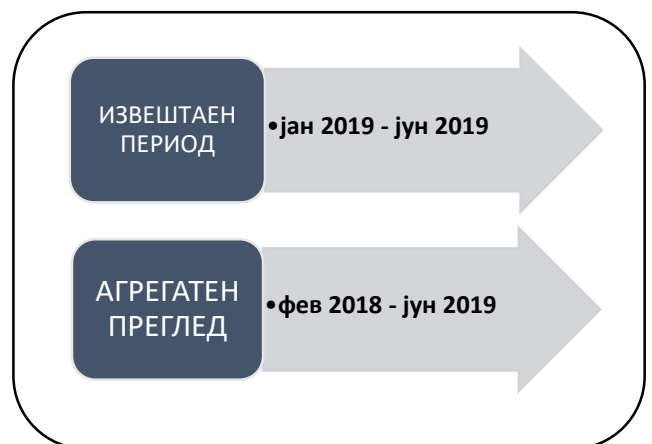 ИЗВЕШТАЕН
ПЕРИОД
•јан 2019 - јун 2019
АГРЕГАТЕН
ПРЕГЛЕД
•фев 2018 - јун 2019